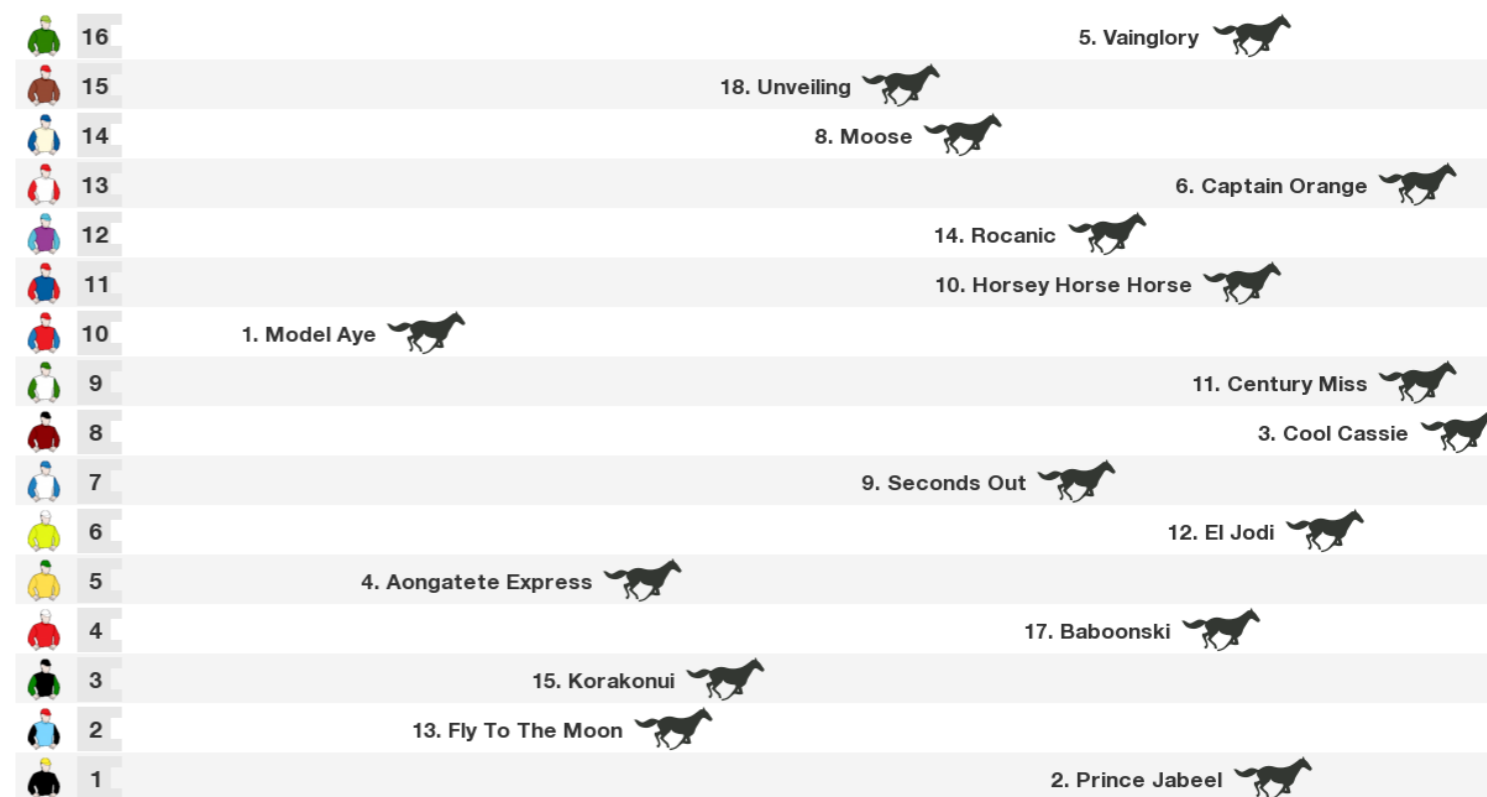 16 5. Vainglory
15 18. Unveiling
14 8. Moose
13 6. Captain Orange
12 14. Rocanic
11 10. Horsey Horse Horse
10 1. Model Aye
9 11. Century Miss
8 3. Cool Cassie
7 9. Seconds Out
6 12. El Jodi
5 4. Aongatete Express
4 17. Baboonski
3 15. Korakonui
2 13. Fly To The Moon
1 2. Prince Jabeel